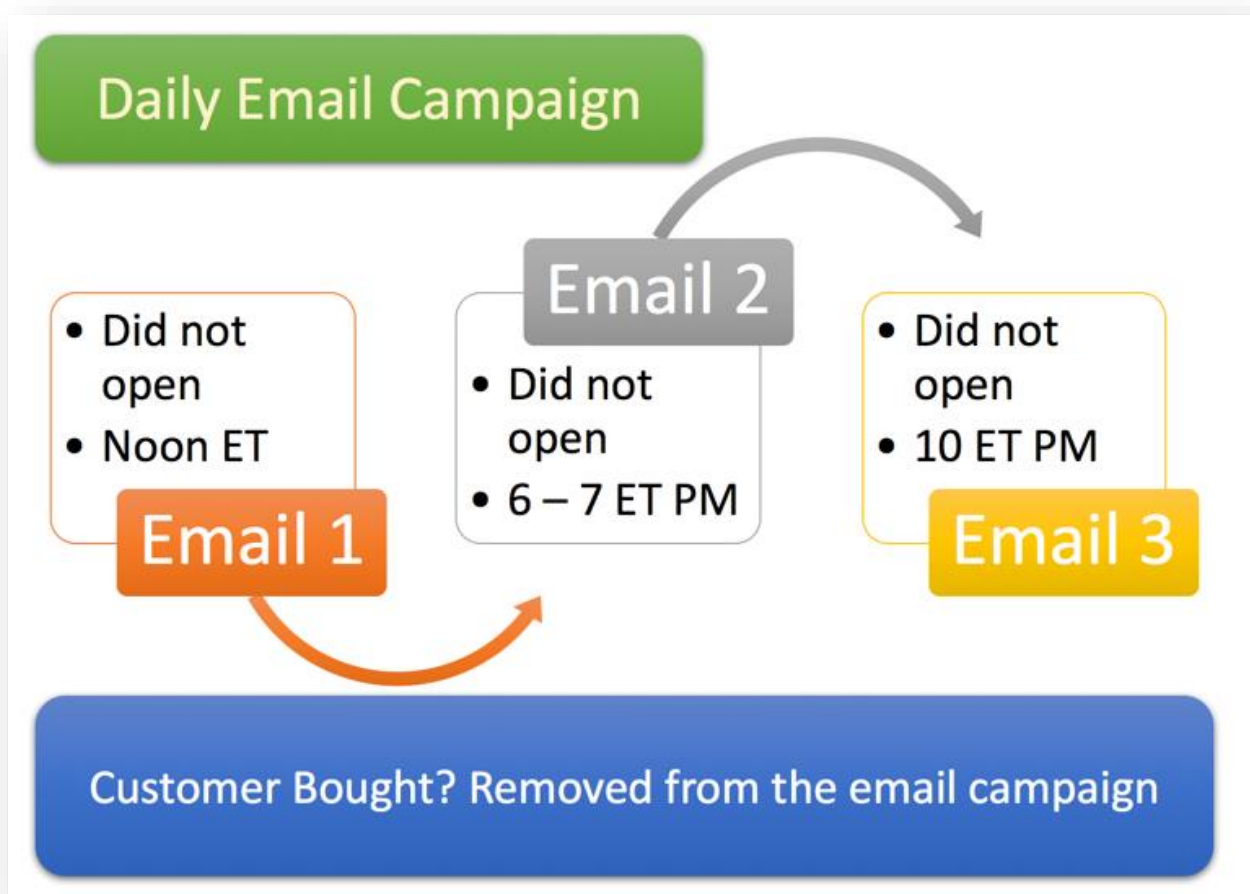 Daily Email Campaign
• Did not
open
• Noon ET
Email 1
Email 2
• Did not
open
• 6 – 7 ET PM
• Did not
open
• 10 ET PM
Email 3
Customer Bought? Removed from the email campaign